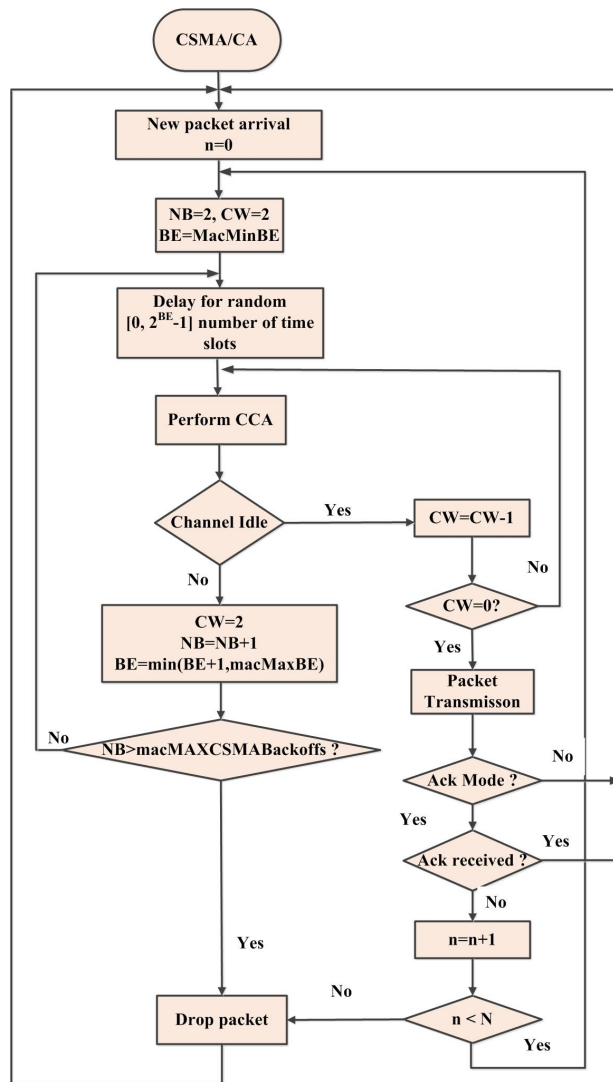 CSMA/CA
New packet arrival
n=0
NB=2, CW=2
BE=MacMinBE
Delay for random
[0, 2^BE-1] number of time
slots
Perform CCA
Channel Idle
Yes
CW=CW-1
No
No
CW=0?
CW=2
NB=NB+1
BE=min(BE+1,macMaxBE)
Yes
Packet
Transmisson
No
NB>macMAXCSMABackoffs ?
Ack Mode ?
No
Yes
Ack received ?
Yes
No
Yes
n=n+1
No
Drop packet
n < N
Yes